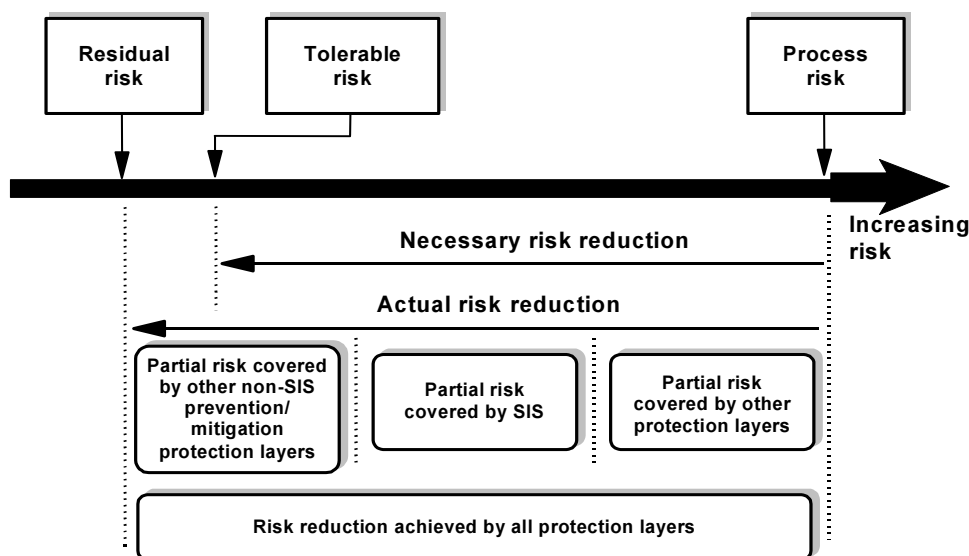 Residual
risk
Tolerable
risk
Process
risk
Increasing
risk
Necessary risk reduction
Actual risk reduction
Partial risk covered
by other non-SIS
prevention/
mitigation
protection layers
Partial risk
covered by SIS
Partial risk
covered by other
protection layers
Risk reduction achieved by all protection layers